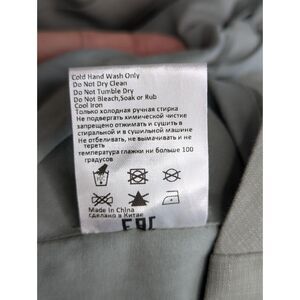 Cold Hand Wash Only
Do Not Dry Clean
Do Not Tumble Dry
Do Not Bleach,Soak or Rub
Cool Iron
Только холодная ручная стирка
Не подвергать химической чистке
запрещено отжимать и сушить в
стиральной и в сушильной машине
Не отбеливать, не вымачивать и не
тереть
температура глажки ни больше 100
градусов
Made in China
сделано в Китае